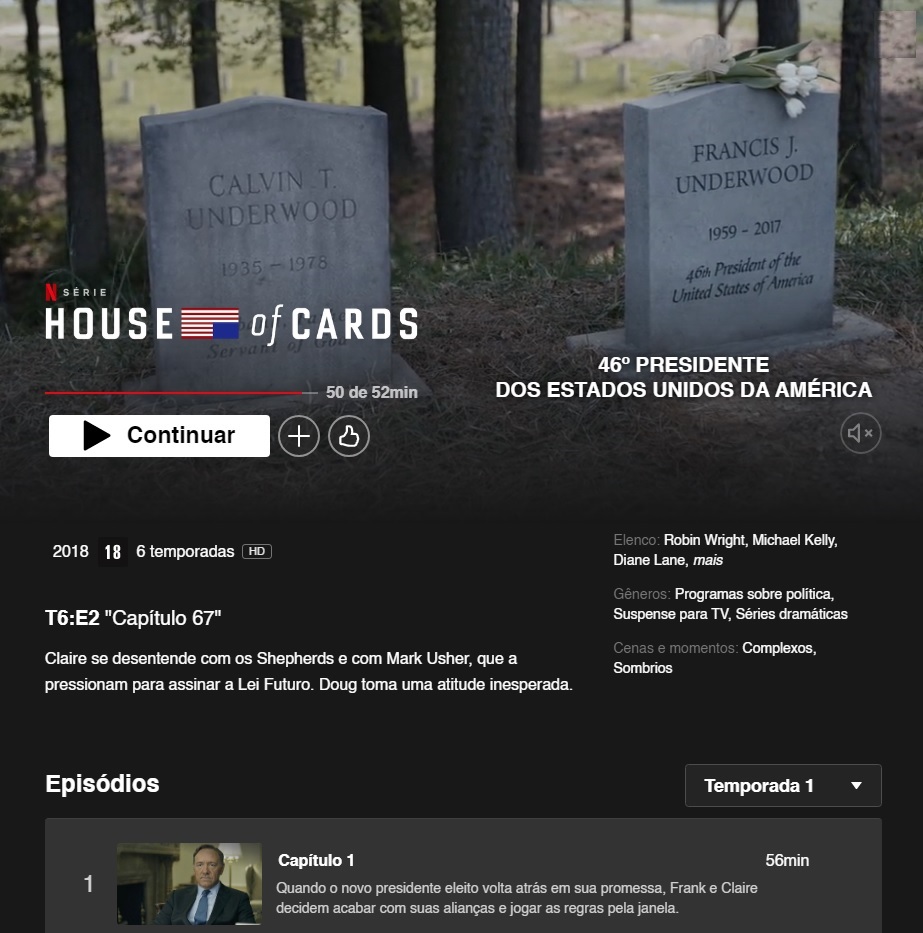 CALVIN T.
UNDERWOOD
1935 – 1978
Servant of God
FRANCIS J.
UNDERWOOD
1959 – 2017
46th President of the
United States of America
N SÉRIE
HOUSE of CARDS
46º PRESIDENTE
DOS ESTADOS UNIDOS DA AMÉRICA
50 de 52min
Continuar
2018 18 6 temporadas HD
Elenco: Robin Wright, Michael Kelly,
Diane Lane, mais
Gêneros: Programas sobre política,
Suspense para TV, Séries dramáticas
Cenas e momentos: Complexos,
Sombrios
T6:E2 "Capítulo 67"
Claire se desentende com os Shepherds e com Mark Usher, que a
pressionam para assinar a Lei Futuro. Doug toma uma atitude inesperada.
Episódios
Temporada 1
1
Capítulo 1
56min
Quando o novo presidente eleito volta atrás em sua promessa, Frank e Claire
decidem acabar com suas alianças e jogar as regras pela janela.